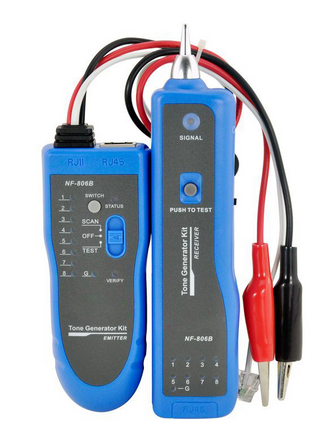 RJ11 RJ45
NF-806B
SWITCH
STATUS
1
2
3
4
5
6
7
8 G
SCAN
OFF
TEST
VERIFY
Tone Generator Kit
EMITTER
SIGNAL
PUSH TO TEST
Tone Generator Kit
RECEIVER
NF-806B
1 2 3 4
5 6 7 8
G
RJ45